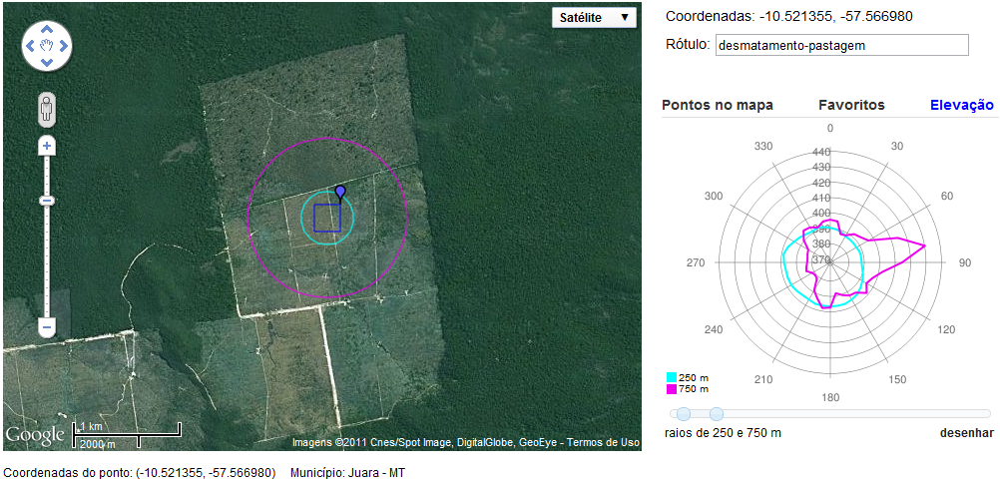 Satélite ▼
Coordenadas: -10.521355, -57.566980
Rótulo: desmatamento-pastagem
Pontos no mapa Favoritos Elevação
0
30
60
90
120
150
180
210
240
270
300
330
440
430
420
410
400
390
380
370
250 m
750 m
raios de 250 e 750 m desenhar
Google
1 km
2000 m
Imagens ©2011 Cnes/Spot Image, DigitalGlobe, GeoEye - Termos de Uso
Coordenadas do ponto: (-10.521355, -57.566980) Município: Juara - MT